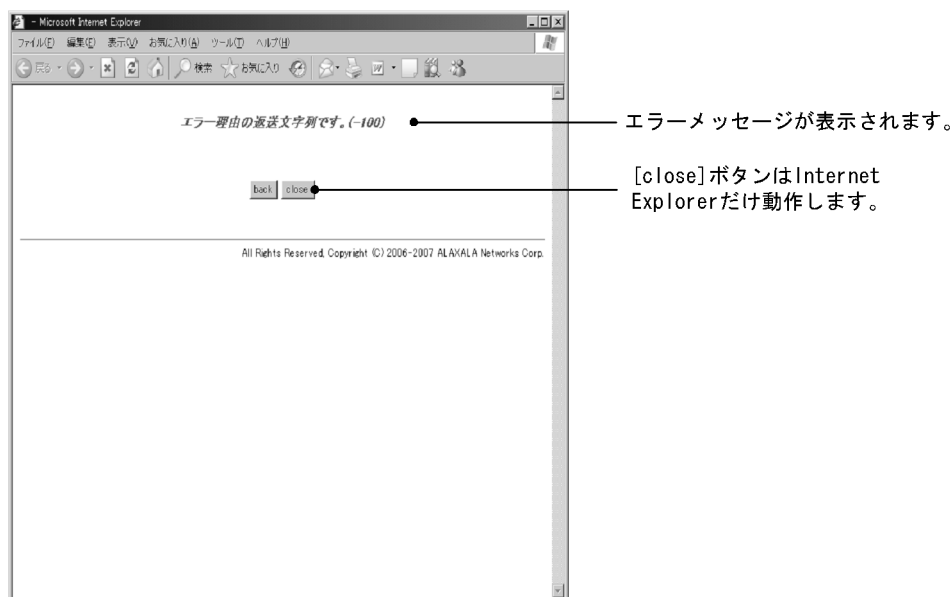 - Microsoft Internet Explorer
ファイル(F) 編集(E) 表示(V) お気に入り(A) ツール(T) ヘルプ(H)
戻る 検索 お気に入り
エラー理由の返送文字列です。(-100)
エラーメッセージが表示されます。
back close
[close]ボタンはInternet
Explorerだけ動作します。
All Rights Reserved, Copyright (C) 2006-2007 ALAXALA Networks Corp.